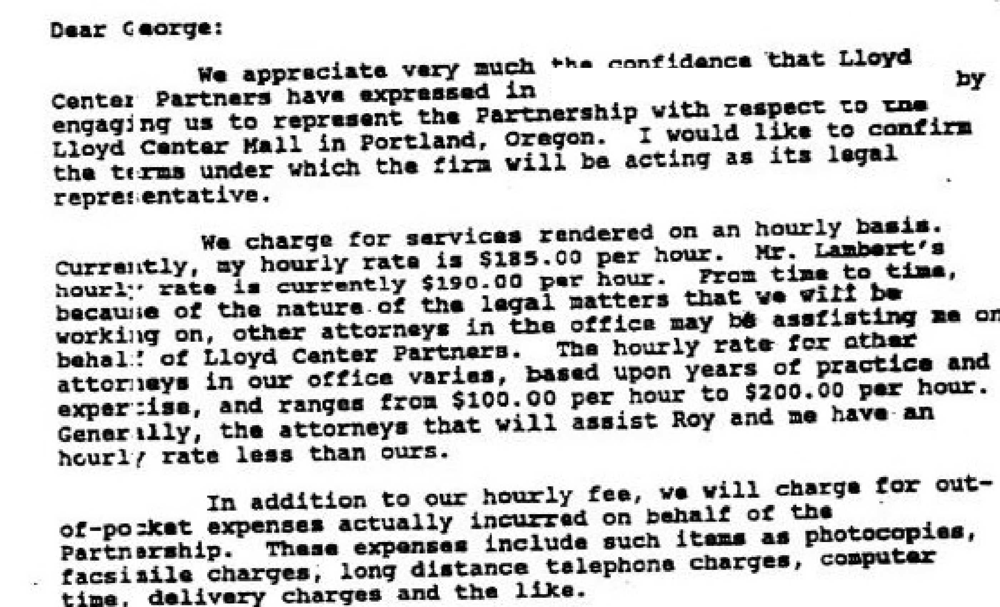 Dear George:
We appreciate very much the confidence that Lloyd
Center Partners have expressed in by
engaging us to represent the Partnership with respect to the
Lloyd Center Mall in Portland, Oregon. I would like to confirm
the terms under which the firm will be acting as its legal
representative.
We charge for services rendered on an hourly basis.
Currently, my hourly rate is $185.00 per hour. Mr. Lambert's
hourly rate is currently $190.00 per hour. From time to time,
because of the nature of the legal matters that we will be
working on, other attorneys in the office may be assfisting me on
behalf of Lloyd Center Partners. The hourly rate for other
attorneys in our office varies, based upon years of practice and
expertise, and ranges from $100.00 per hour to $200.00 per hour.
Generally, the attorneys that will assist Roy and me have an
hourly rate less than ours.
In addition to our hourly fee, we will charge for out-
of-pocket expenses actually incurred on behalf of the
Partnership. These expenses include such items as photocopies,
facsimile charges, long distance telephone charges, computer
time, delivery charges and the like.